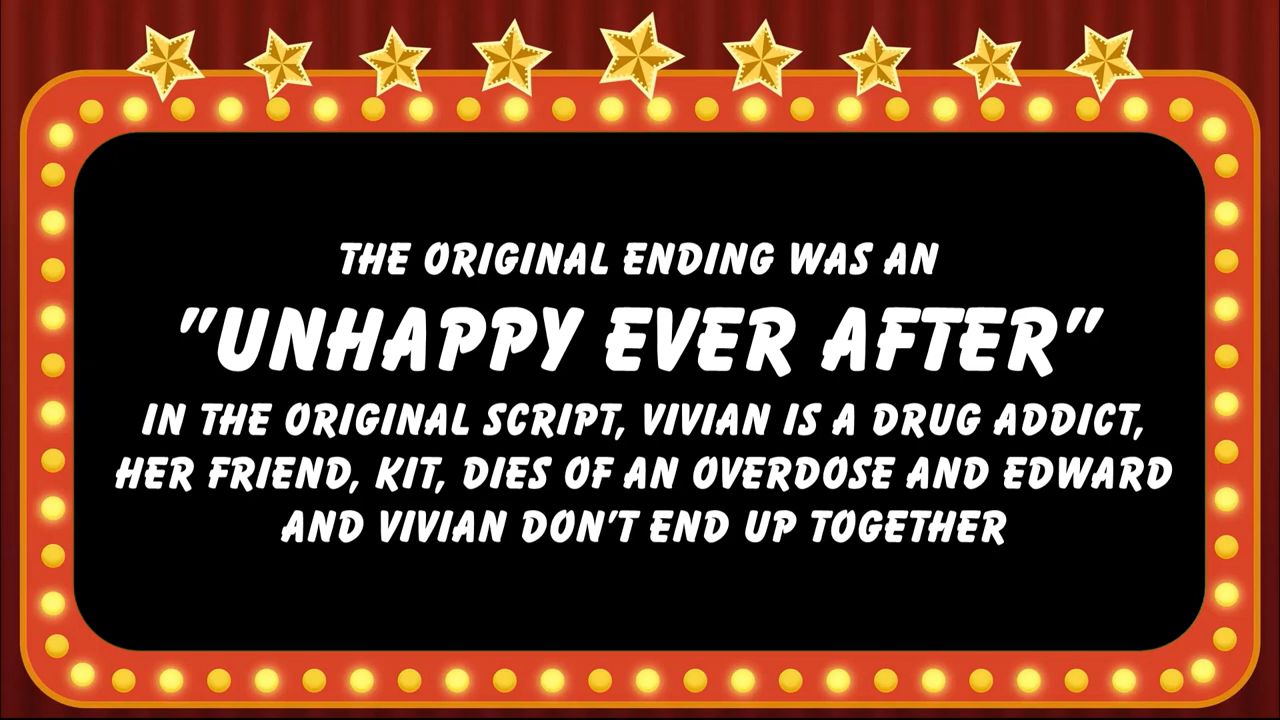 THE ORIGINAL ENDING WAS AN
"UNHAPPY EVER AFTER"
IN THE ORIGINAL SCRIPT, VIVIAN IS A DRUG ADDICT,
HER FRIEND, KIT, DIES OF AN OVERDOSE AND EDWARD
AND VIVIAN DON'T END UP TOGETHER